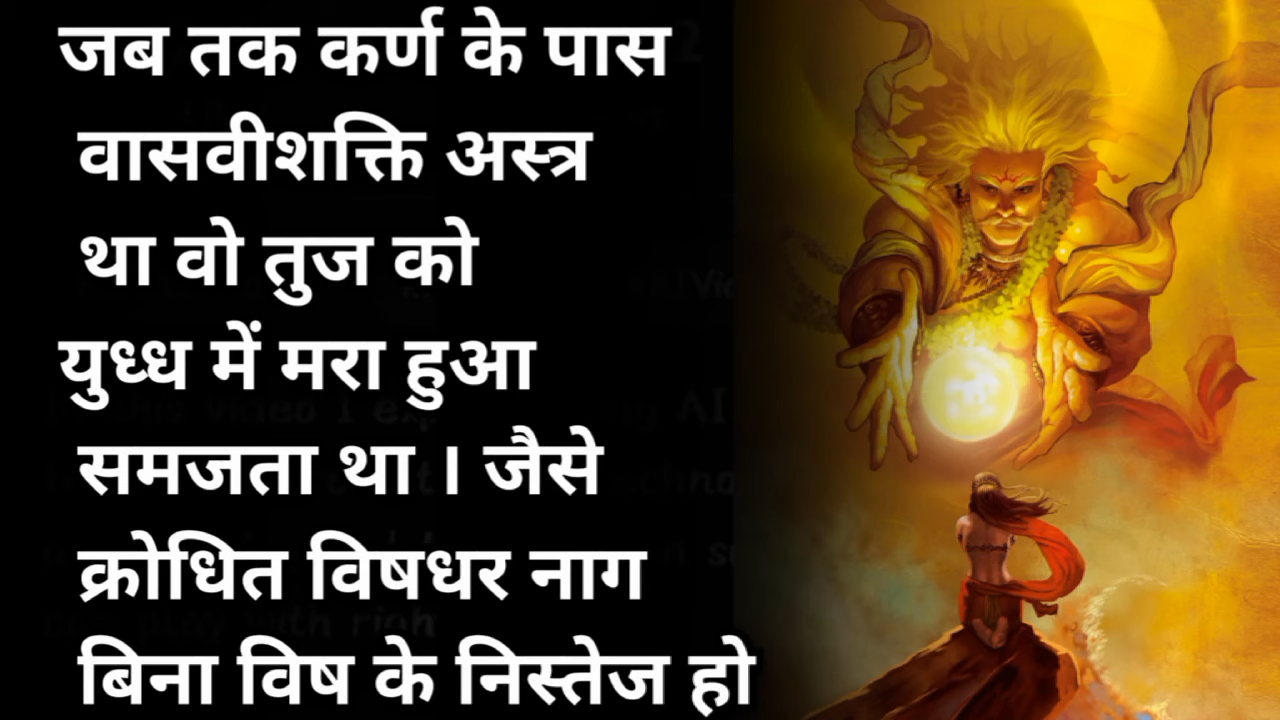 जब तक कर्ण के पास
वासवीशक्ति अस्त्र
था वो तुज को
युध्ध में मरा हुआ
समजता था । जैसे
क्रोधित विषधर नाग
बिना विष के निस्तेज हो